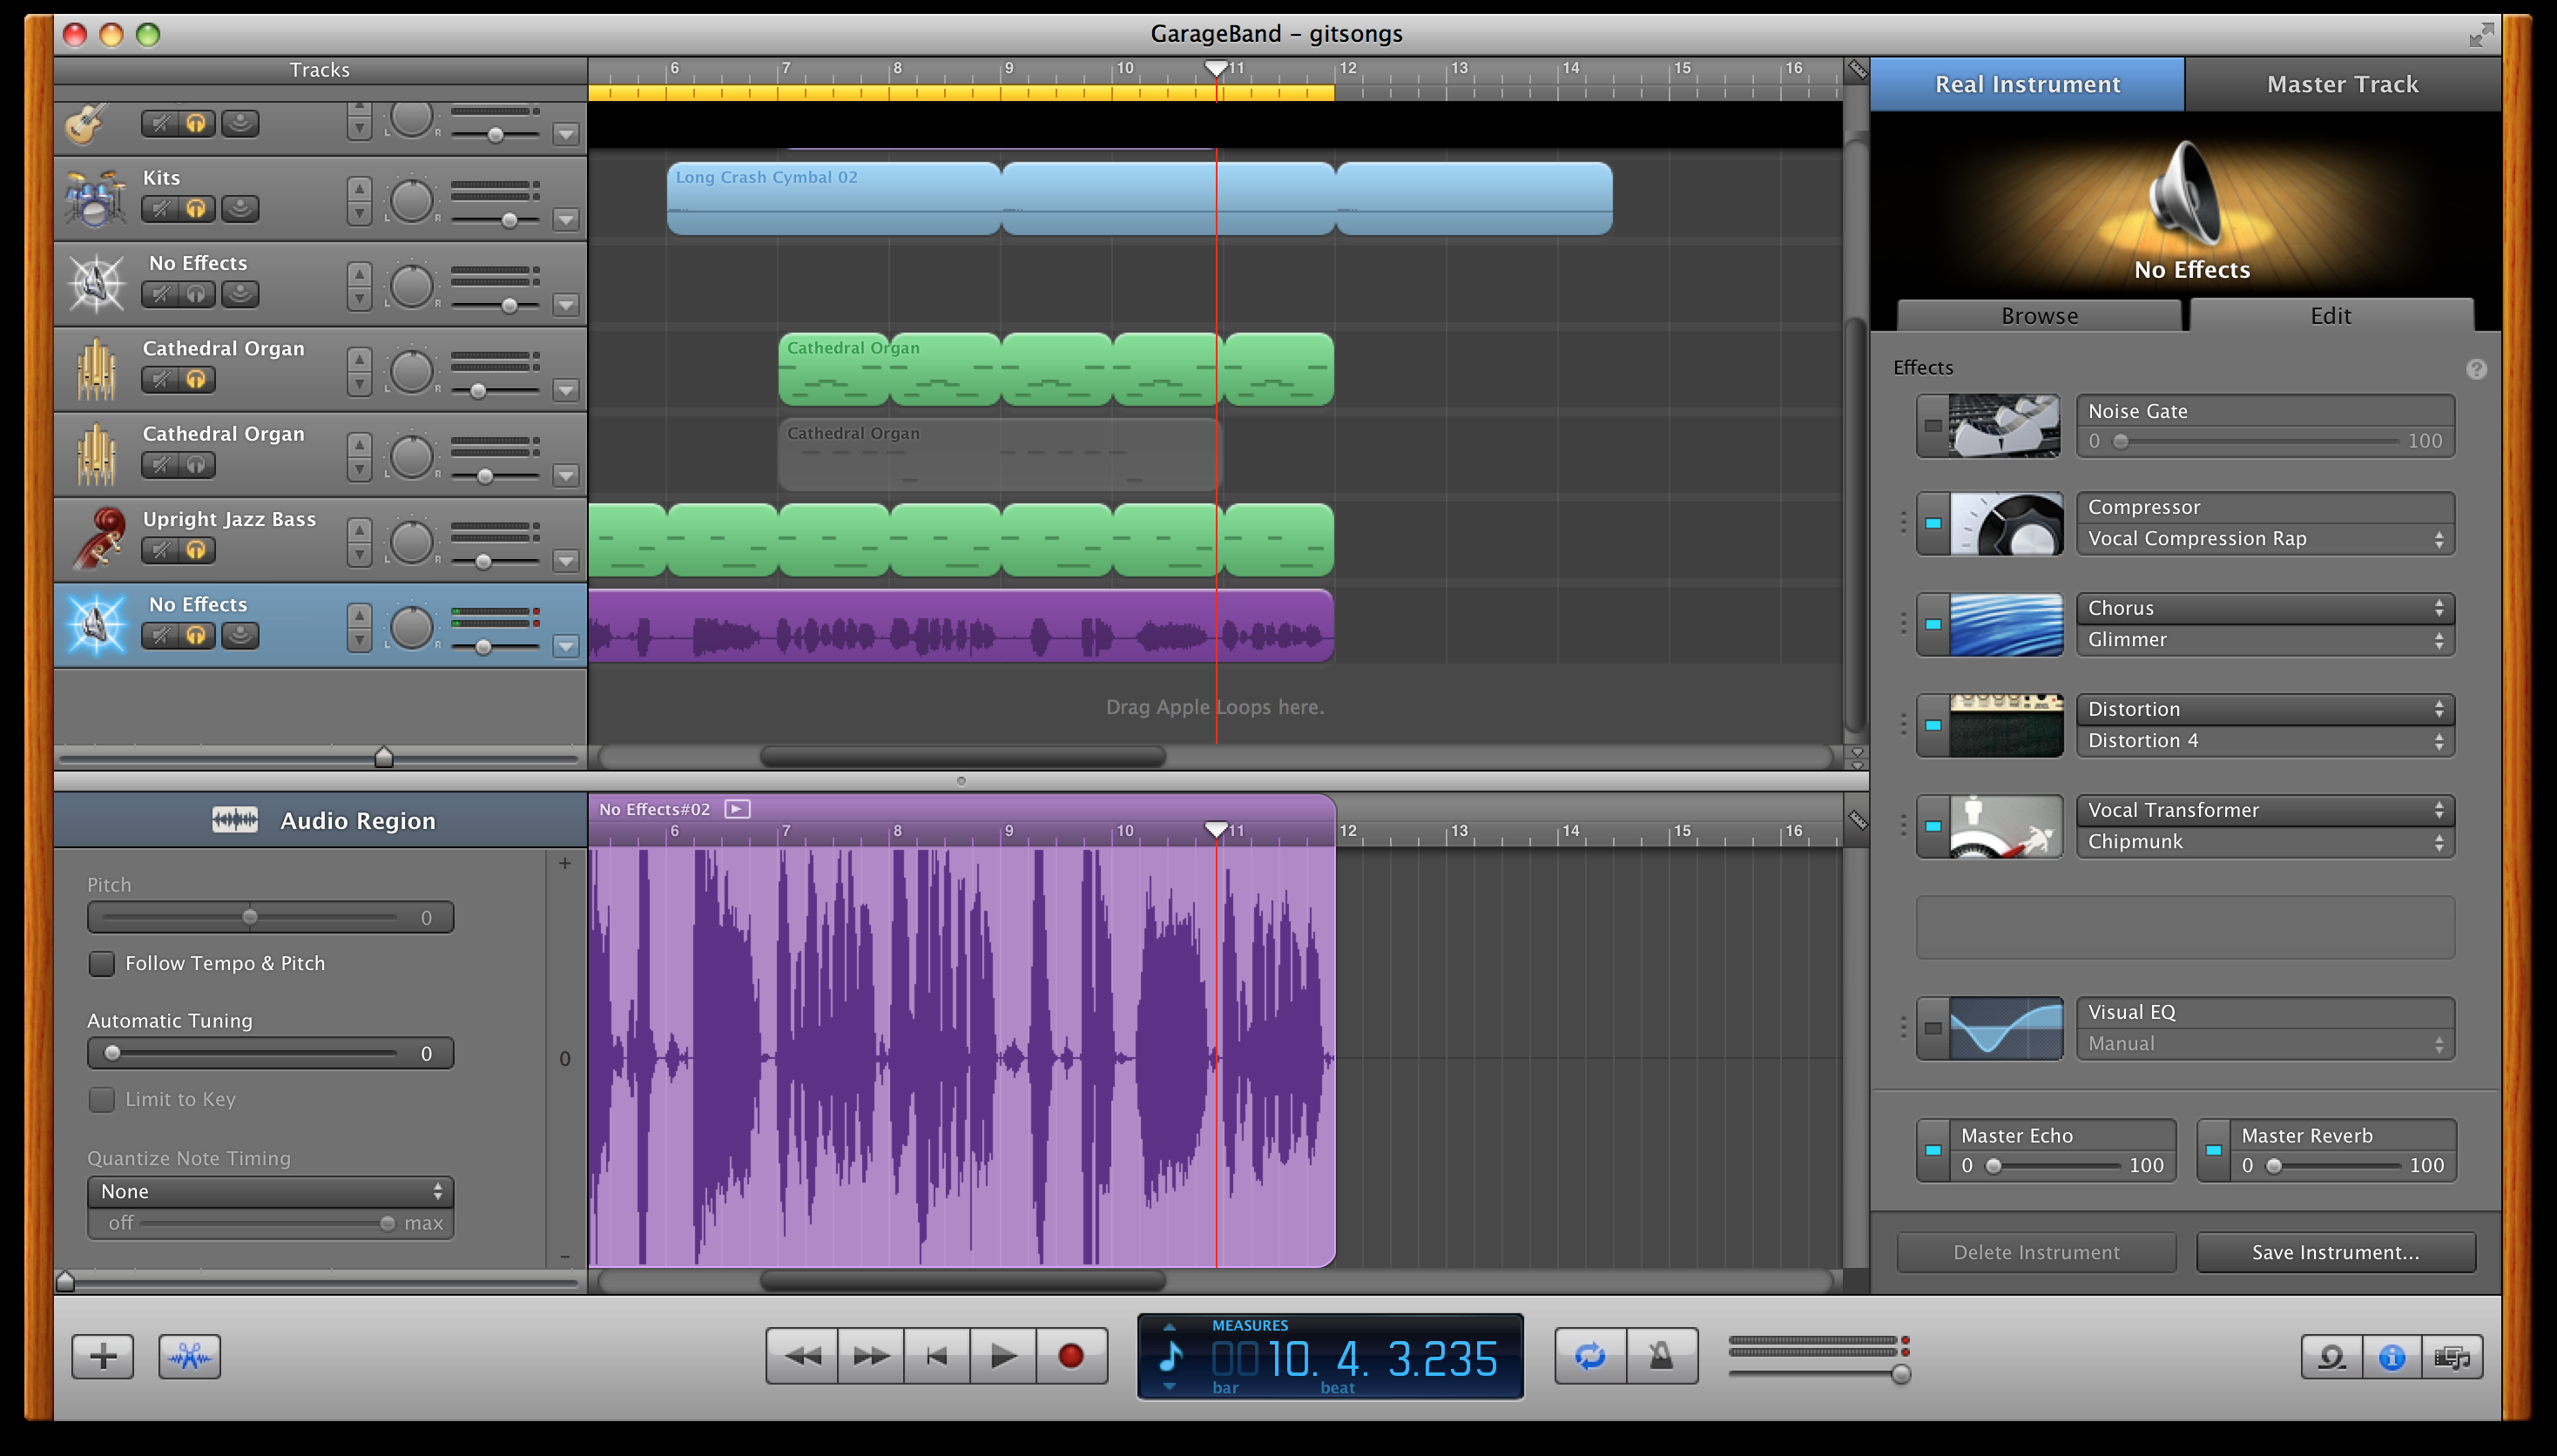 GarageBand – gitsongs
Tracks
6 7 8 9 10 11 12 13 14 15 16
L R
Kits
L R
No Effects
L R
Cathedral Organ
L R
Cathedral Organ
L R
Upright Jazz Bass
L R
No Effects
L R
Long Crash Cymbal 02
Cathedral Organ
Cathedral Organ
Drag Apple Loops here.
Real Instrument
Master Track
No Effects
Browse
Edit
Effects
?
Noise Gate
0 100
Compressor
Vocal Compression Rap
Chorus
Glimmer
Distortion
Distortion 4
Vocal Transformer
Chipmunk
Visual EQ
Manual
Master Echo
0 100
Master Reverb
0 100
Delete Instrument
Save Instrument...
Audio Region
Pitch
0
Follow Tempo & Pitch
Automatic Tuning
0
Limit to Key
Quantize Note Timing
None
off max
+
0
-
No Effects#02
6 7 8 9 10 11 12 13 14 15 16
MEASURES
0010. 4. 3.235
bar beat